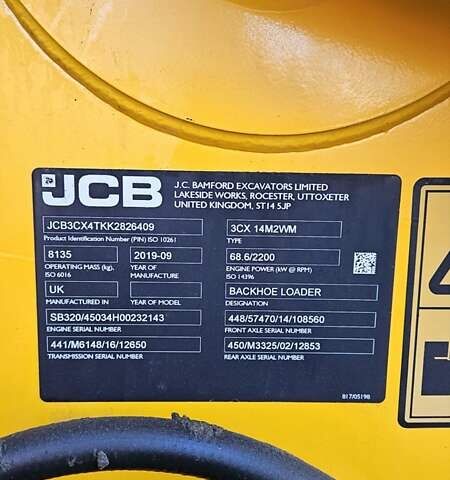 JCB
J.C. BAMFORD EXCAVATORS LIMITED
LAKESIDE WORKS, ROCESTER, UTTOXETER
UNITED KINGDOM, ST14 5JP
JCB3CX4TKK2826409
Product Identification Number (PIN) ISO 10261
3CX 14M2WM
TYPE
8135
OPERATING MASS (kg),
ISO 6016
2019-09
YEAR OF
MANUFACTURE
68.6/2200
ENGINE POWER (kW @ RPM)
ISO 14396
UK
MANUFACTURED IN
YEAR OF MODEL
BACKHOE LOADER
SB320/45034H00232143
ENGINE SERIAL NUMBER
448/57470/14/108560
FRONT AXLE SERIAL NUMBER
441/M6148/16/12650
TRANSMISSION SERIAL NUMBER
450/M3325/02/12853
REAR AXLE SERIAL NUMBER
817/05198